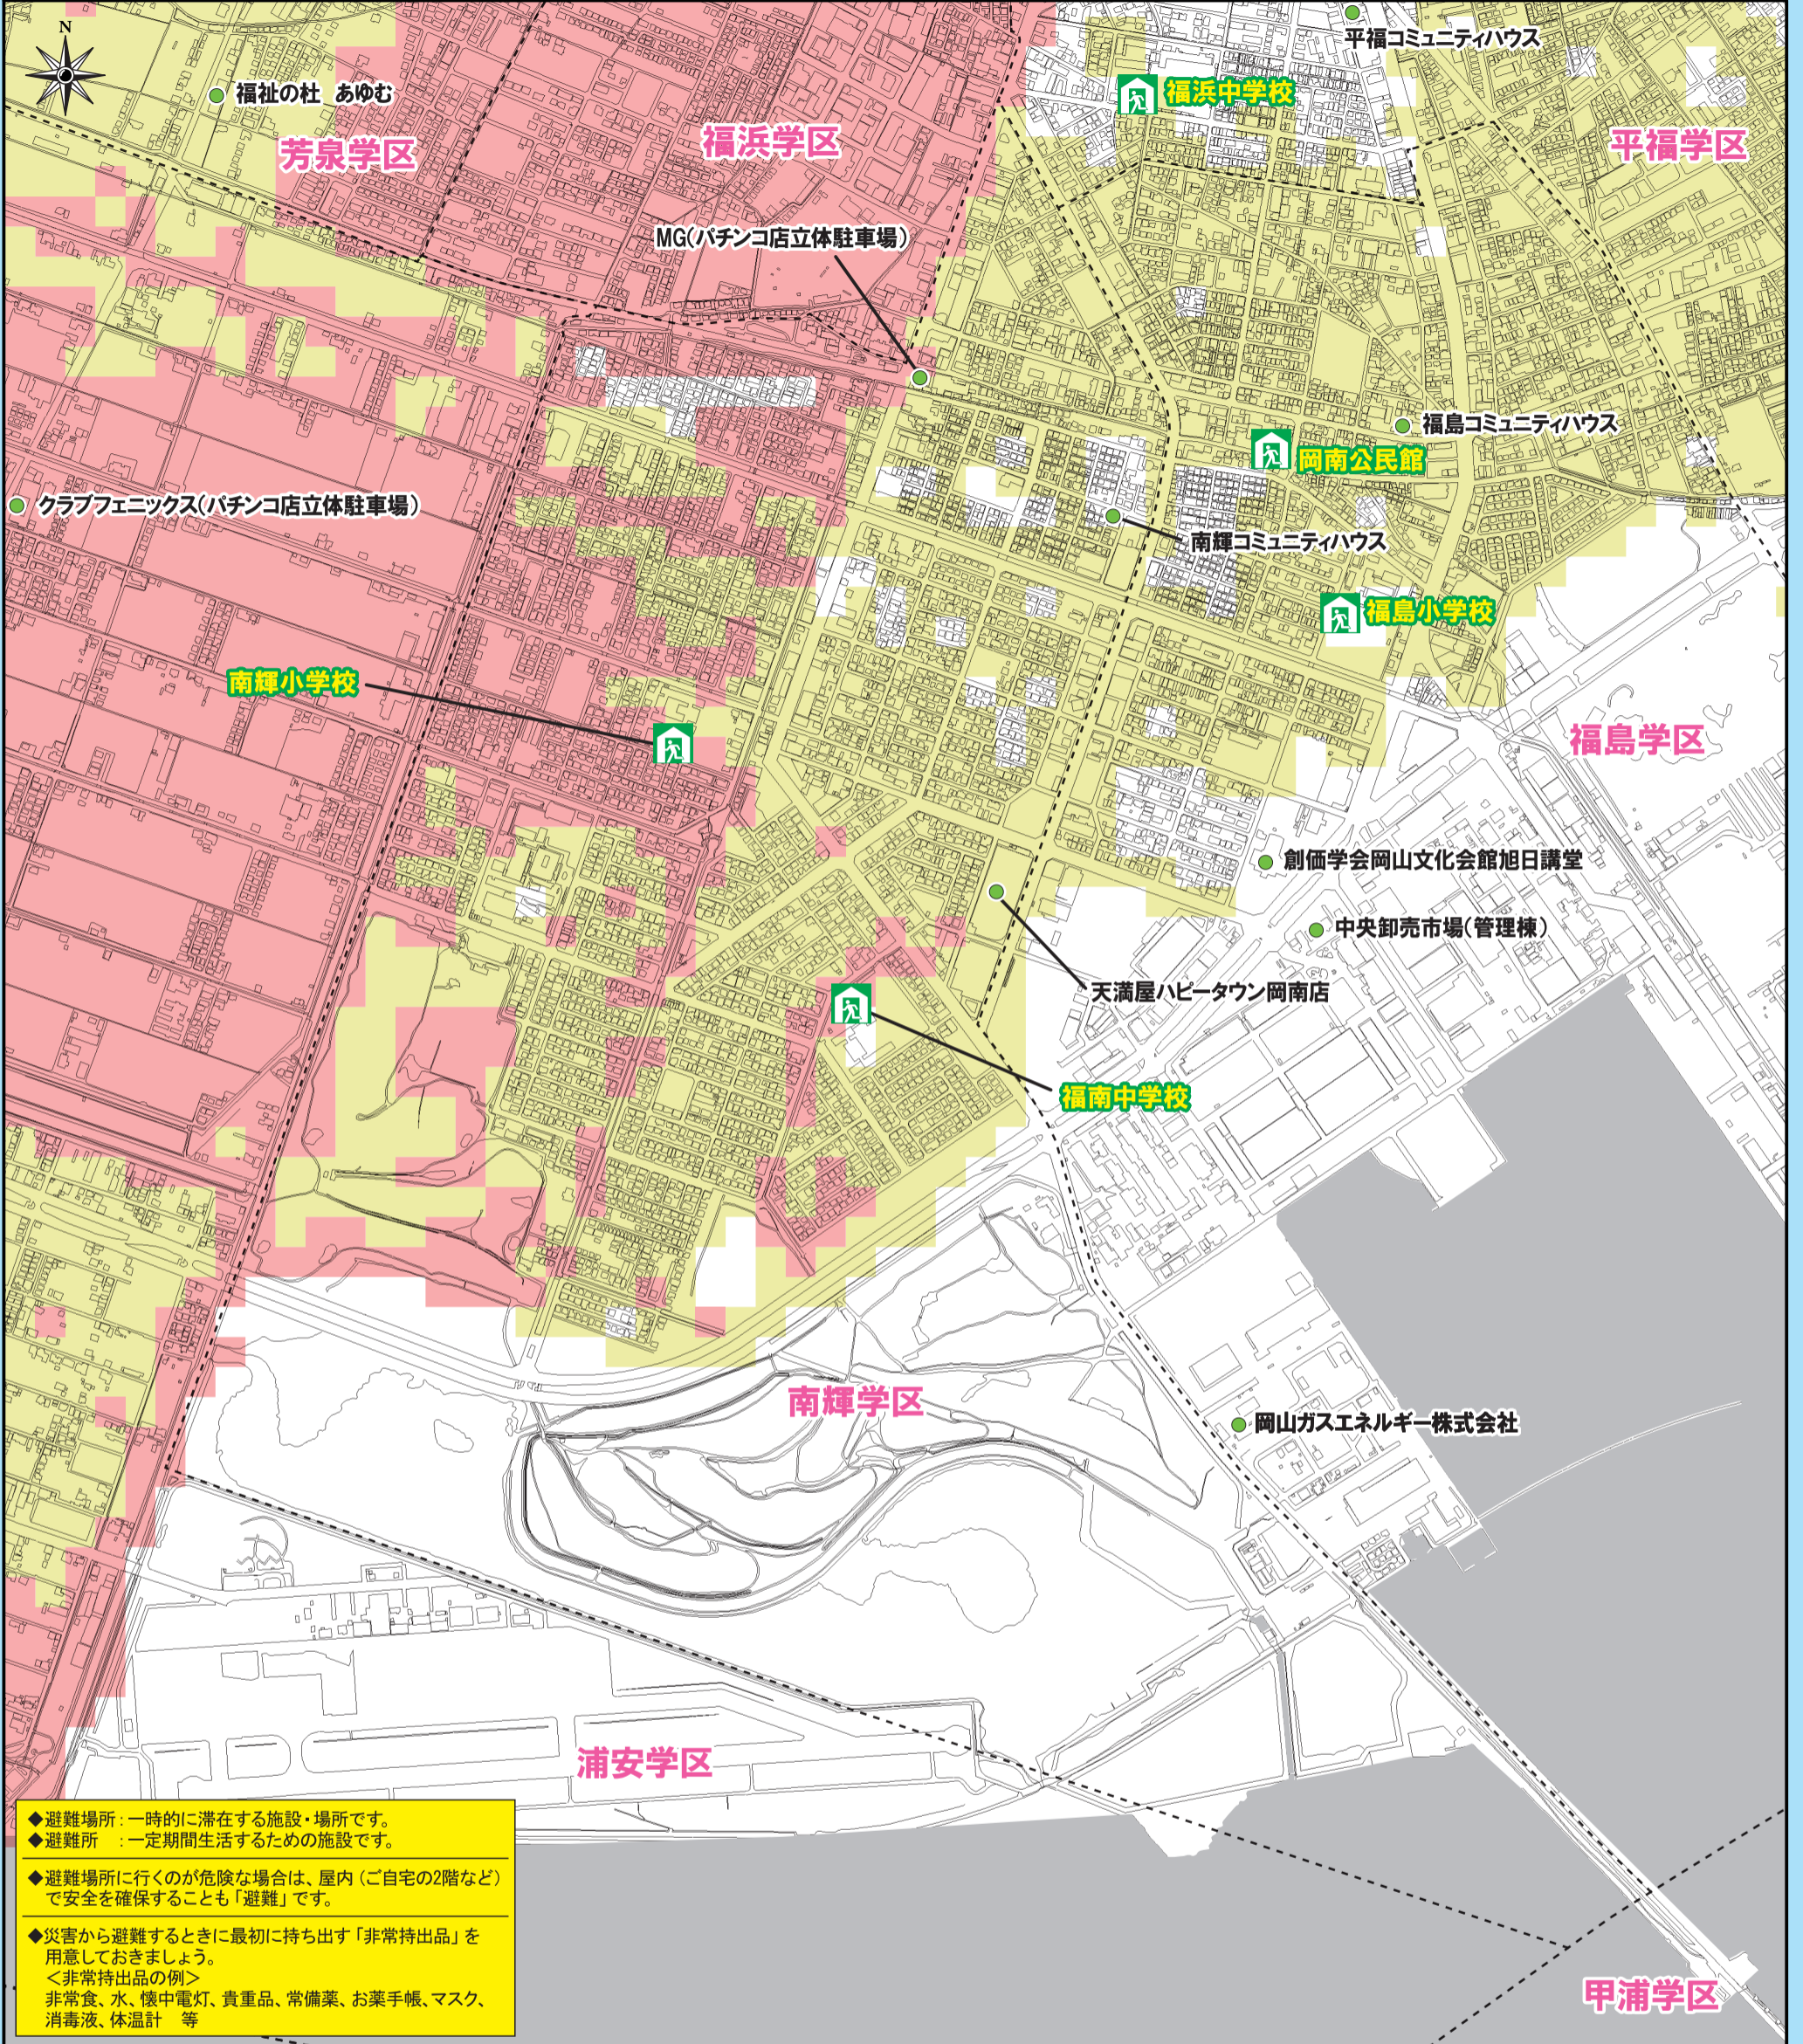 N
平福コミュニティハウス
福祉の杜 あゆむ
福浜中学校
芳泉学区
福浜学区
平福学区
MG(パチンコ店立体駐車場)
福島コミュニティハウス
岡南公民館
クラブフェニックス(パチンコ店立体駐車場)
南輝コミュニティハウス
福島小学校
南輝小学校
福島学区
創価学会岡山文化会館旭日講堂
中央卸売市場(管理棟)
天満屋ハピータウン岡南店
福南中学校
南輝学区
岡山ガスエネルギー株式会社
浦安学区
◆避難場所:一時的に滞在する施設・場所です。
◆避難所 :一定期間生活するための施設です。
◆避難場所に行くのが危険な場合は、屋内(ご自宅の2階など)
で安全を確保することも「避難」です。
◆災害から避難するときに最初に持ち出す「非常持出品」を
用意しておきましょう。
<非常持出品の例>
非常食、水、懐中電灯、貴重品、常備薬、お薬手帳、マスク、
消毒液、体温計 等
甲浦学区